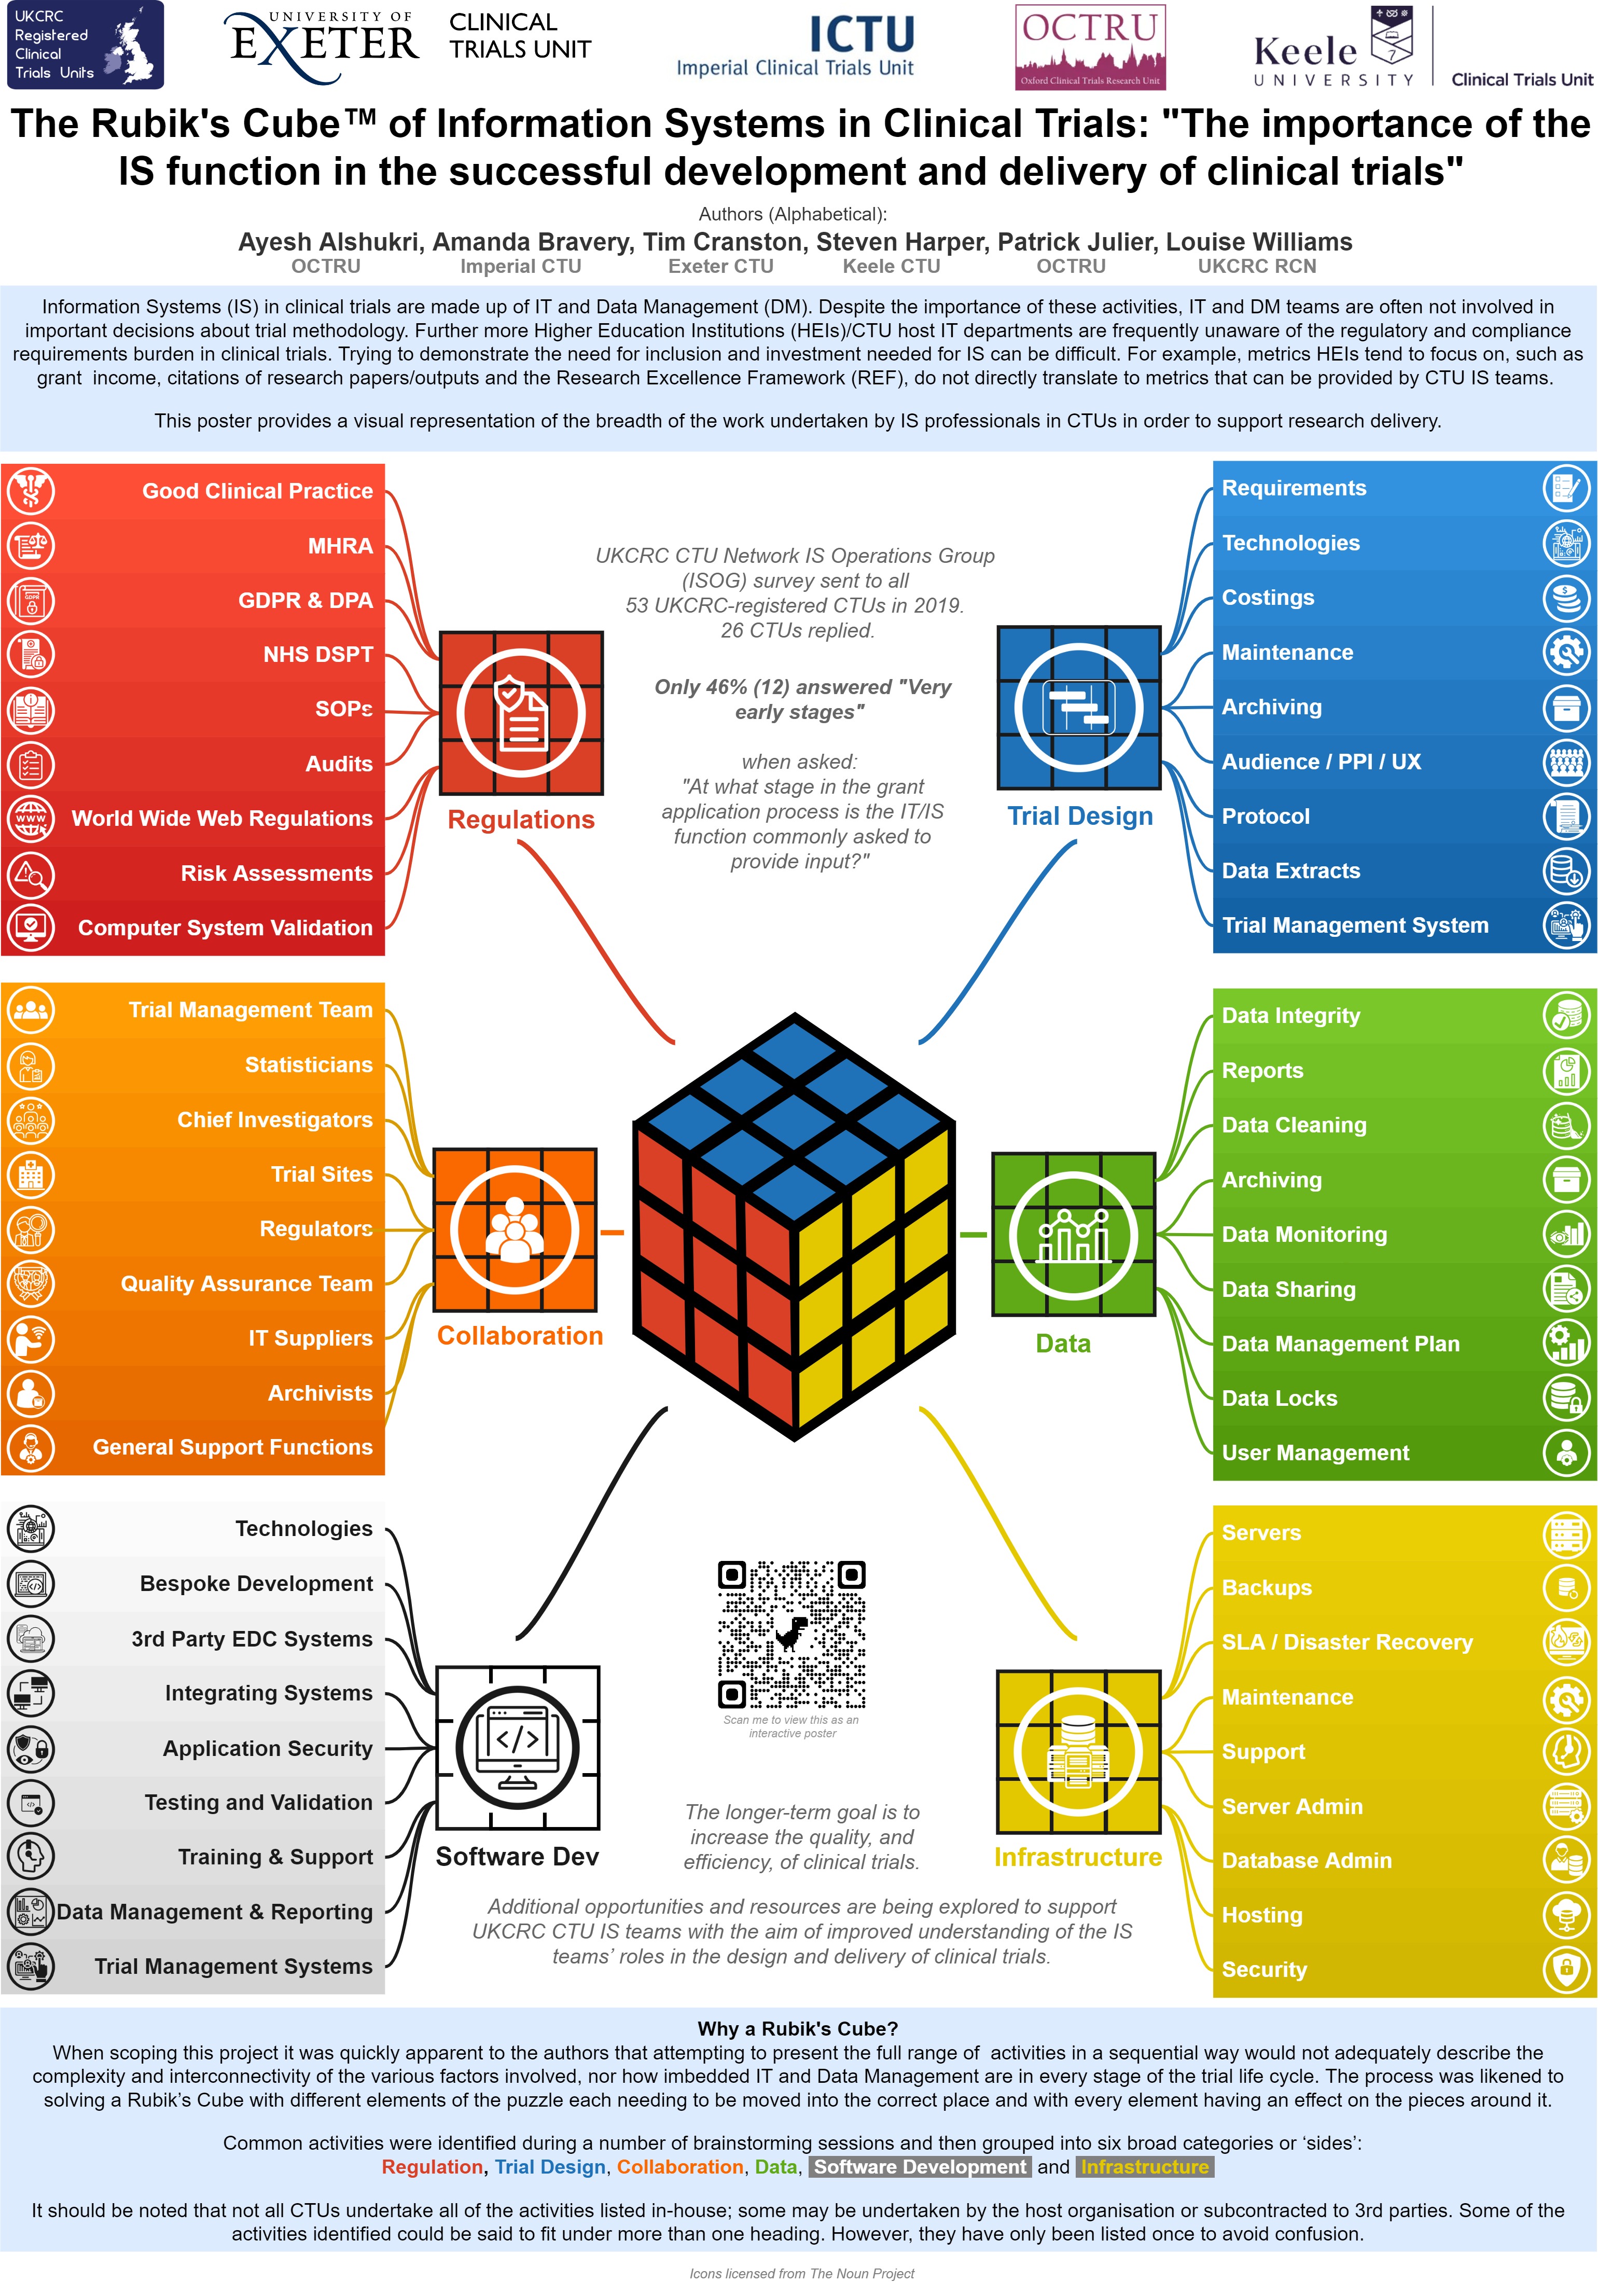 UKCRC
Registered
Clinical
Trials Units
UNIVERSITY OF
EXETER
CLINICAL
TRIALS UNIT
ICTU
Imperial Clinical Trials Unit
OCTRU
Oxford Clinical Trials Research Unit
Keele
UNIVERSITY
Clinical Trials Unit
The Rubik's Cube™ of Information Systems in Clinical Trials: "The importance of the
IS function in the successful development and delivery of clinical trials"
Authors (Alphabetical):
Ayesh Alshukri, Amanda Bravery, Tim Cranston, Steven Harper, Patrick Julier, Louise Williams
OCTRU Imperial CTU Exeter CTU Keele CTU OCTRU UKCRC RCN
Information Systems (IS) in clinical trials are made up of IT and Data Management (DM). Despite the importance of these activities, IT and DM teams are often not involved in
important decisions about trial methodology. Further more Higher Education Institutions (HEIs)/CTU host IT departments are frequently unaware of the regulatory and compliance
requirements burden in clinical trials. Trying to demonstrate the need for inclusion and investment needed for IS can be difficult. For example, metrics HEIs tend to focus on, such as
grant income, citations of research papers/outputs and the Research Excellence Framework (REF), do not directly translate to metrics that can be provided by CTU IS teams.
This poster provides a visual representation of the breadth of the work undertaken by IS professionals in CTUs in order to support research delivery.
Good Clinical Practice
MHRA
GDPR & DPA
NHS DSPT
SOPs
Audits
World Wide Web Regulations
Risk Assessments
Computer System Validation
Regulations
UKCRC CTU Network IS Operations Group
(ISOG) survey sent to all
53 UKCRC-registered CTUs in 2019.
26 CTUs replied.
Only 46% (12) answered "Very
early stages"
when asked:
"At what stage in the grant
application process is the IT/IS
function commonly asked to
provide input?"
Trial Design
Requirements
Technologies
Costings
Maintenance
Archiving
Audience / PPI / UX
Protocol
Data Extracts
Trial Management System
Trial Management Team
Statisticians
Chief Investigators
Trial Sites
Regulators
Quality Assurance Team
IT Suppliers
Archivists
General Support Functions
Collaboration
Data
Data Integrity
Reports
Data Cleaning
Archiving
Data Monitoring
Data Sharing
Data Management Plan
Data Locks
User Management
Technologies
Bespoke Development
3rd Party EDC Systems
Integrating Systems
Application Security
Testing and Validation
Training & Support
Data Management & Reporting
Trial Management Systems
Software Dev
Scan me to view this as an
interactive poster
The longer-term goal is to
increase the quality, and
efficiency, of clinical trials.
Additional opportunities and resources are being explored to support
UKCRC CTU IS teams with the aim of improved understanding of the IS
teams’ roles in the design and delivery of clinical trials.
Infrastructure
Servers
Backups
SLA / Disaster Recovery
Maintenance
Support
Server Admin
Database Admin
Hosting
Security
Why a Rubik's Cube?
When scoping this project it was quickly apparent to the authors that attempting to present the full range of activities in a sequential way would not adequately describe the
complexity and interconnectivity of the various factors involved, nor how imbedded IT and Data Management are in every stage of the trial life cycle. The process was likened to
solving a Rubik’s Cube with different elements of the puzzle each needing to be moved into the correct place and with every element having an effect on the pieces around it.
Common activities were identified during a number of brainstorming sessions and then grouped into six broad categories or ‘sides’:
Regulation, Trial Design, Collaboration, Data, Software Development and Infrastructure
It should be noted that not all CTUs undertake all of the activities listed in-house; some may be undertaken by the host organisation or subcontracted to 3rd parties. Some of the
activities identified could be said to fit under more than one heading. However, they have only been listed once to avoid confusion.
Icons licensed from The Noun Project